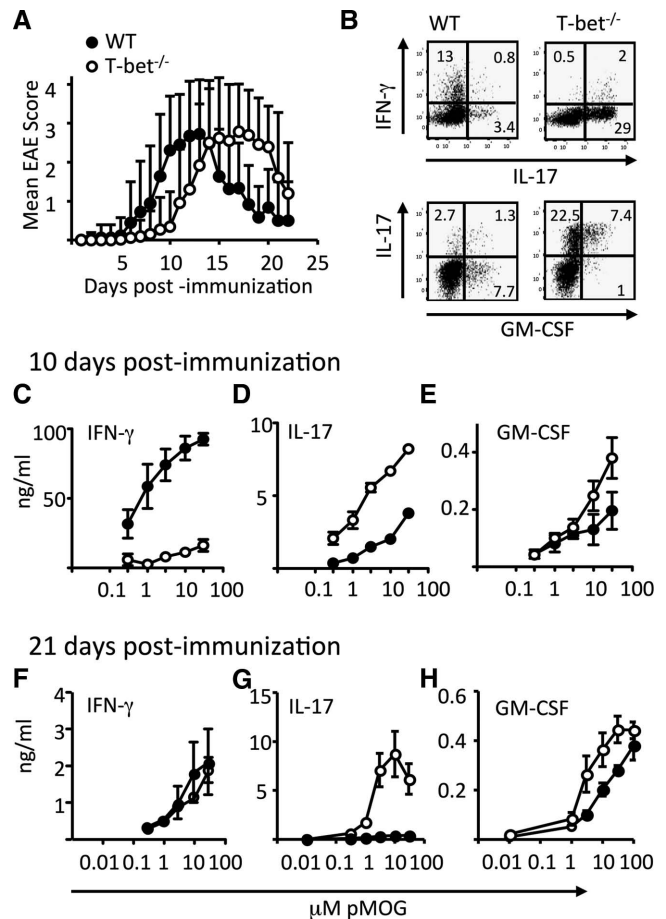 A
WT
T-bet-/-
Mean EAE Score
4
3
2
1
5 10 15 20 25
Days post -immunization
B
WT T-bet-/-
IFN-γ
13 0.8
3.4
0.5 2
29
IL-17
IL-17
2.7 1.3
7.7
22.5 7.4
1
GM-CSF
10 days post-immunization
C D E
ng/ml
IFN-γ
100
50
0.1 1 10 100
IL-17
10
5
0.1 1 10 100
GM-CSF
0.4
0.2
0.1 1 10 100
21 days post-immunization
F G H
ng/ml
IFN-γ
4
3
2
1
0.01 0.1 1 10 100
IL-17
15
10
5
0.01 0.1 1 10 100
GM-CSF
0.6
0.4
0.2
0.01 0.1 1 10 100
μM pMOG